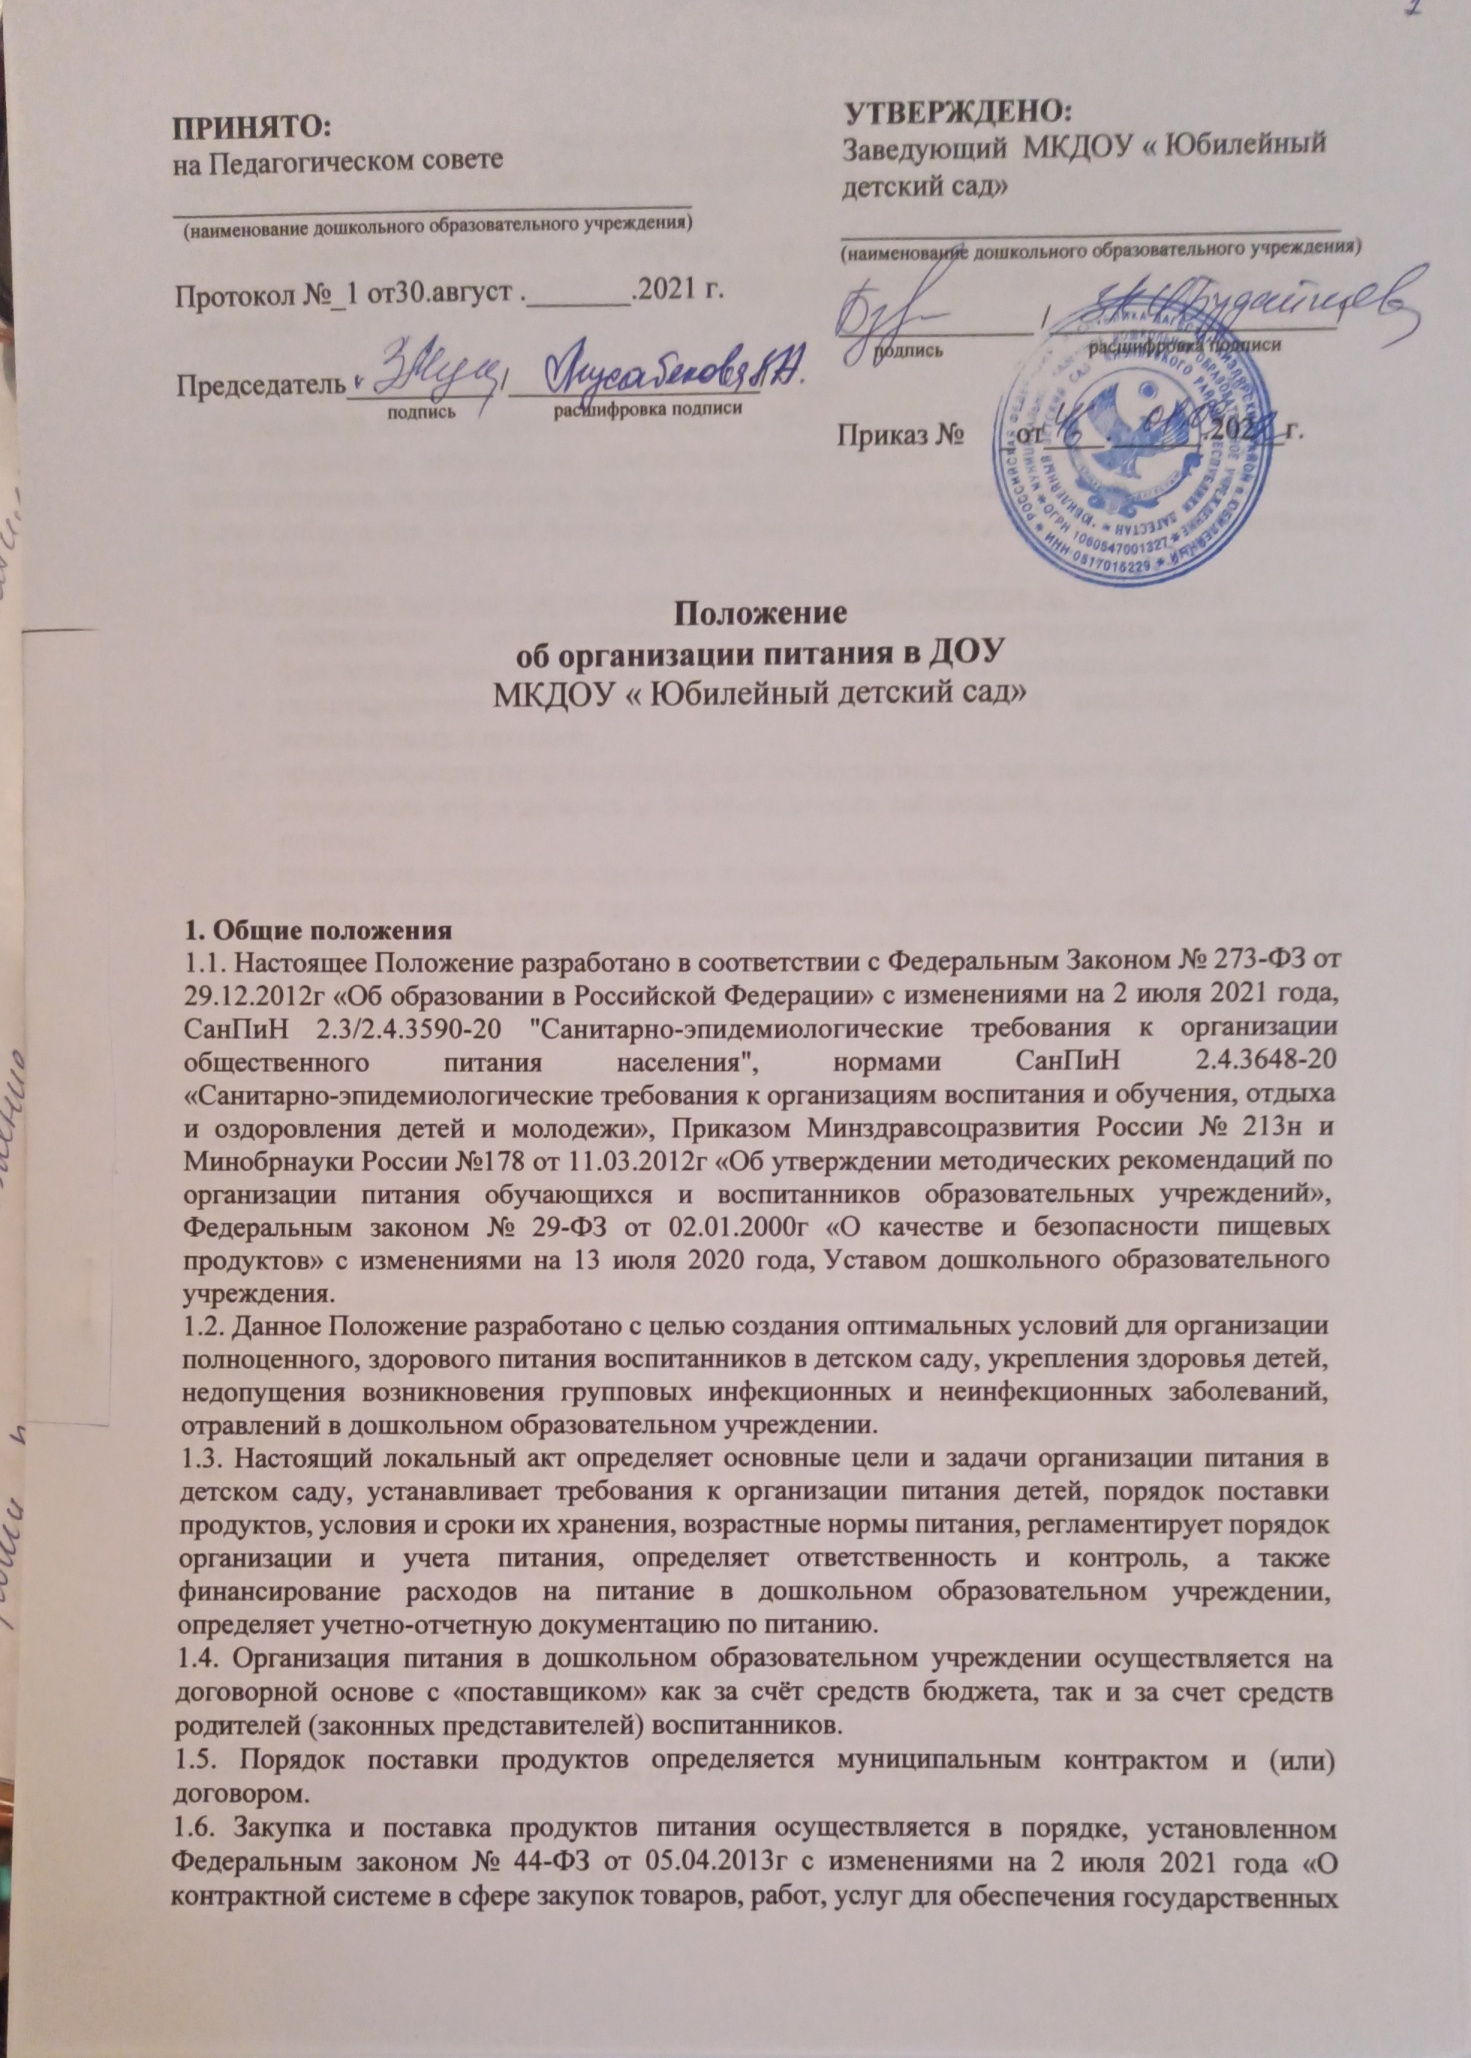 ПРИНЯТО:
на Педагогическом совете
(наименование дошкольного образовательного учреждения)
Протокол №_1 от30.август .________.2021 г.
Председатель /
подпись расшифровка подписи
УТВЕРЖДЕНО:
Заведующий МКДОУ « Юбилейный
детский сад»
(наименование дошкольного образовательного учреждения)
/
подпись расшифровка подписи
Приказ № от .202 г.
Положение
об организации питания в ДОУ
МКДОУ « Юбилейный детский сад»
1. Общие положения
1.1. Настоящее Положение разработано в соответствии с Федеральным Законом № 273-ФЗ от
29.12.2012г «Об образовании в Российской Федерации» с изменениями на 2 июля 2021 года,
СанПиН 2.3/2.4.3590-20 "Санитарно-эпидемиологические требования к организации
общественного питания населения", нормами СанПиН 2.4.3648-20
«Санитарно-эпидемиологические требования к организациям воспитания и обучения, отдыха
и оздоровления детей и молодежи», Приказом Минздравсоцразвития России № 213н и
Минобрнауки России №178 от 11.03.2012г «Об утверждении методических рекомендаций по
организации питания обучающихся и воспитанников образовательных учреждений»,
Федеральным законом № 29-ФЗ от 02.01.2000г «О качестве и безопасности пищевых
продуктов» с изменениями на 13 июля 2020 года, Уставом дошкольного образовательного
учреждения.
1.2. Данное Положение разработано с целью создания оптимальных условий для организации
полноценного, здорового питания воспитанников в детском саду, укрепления здоровья детей,
недопущения возникновения групповых инфекционных и неинфекционных заболеваний,
отравлений в дошкольном образовательном учреждении.
1.3. Настоящий локальный акт определяет основные цели и задачи организации питания в
детском саду, устанавливает требования к организации питания детей, порядок поставки
продуктов, условия и сроки их хранения, возрастные нормы питания, регламентирует порядок
организации и учета питания, определяет ответственность и контроль, а также
финансирование расходов на питание в дошкольном образовательном учреждении,
определяет учетно-отчетную документацию по питанию.
1.4. Организация питания в дошкольном образовательном учреждении осуществляется на
договорной основе с «поставщиком» как за счёт средств бюджета, так и за счет средств
родителей (законных представителей) воспитанников.
1.5. Порядок поставки продуктов определяется муниципальным контрактом и (или)
договором.
1.6. Закупка и поставка продуктов питания осуществляется в порядке, установленном
Федеральным законом № 44-ФЗ от 05.04.2013г с изменениями на 2 июля 2021 года «О
контрактной системе в сфере закупок товаров, работ, услуг для обеспечения государственных